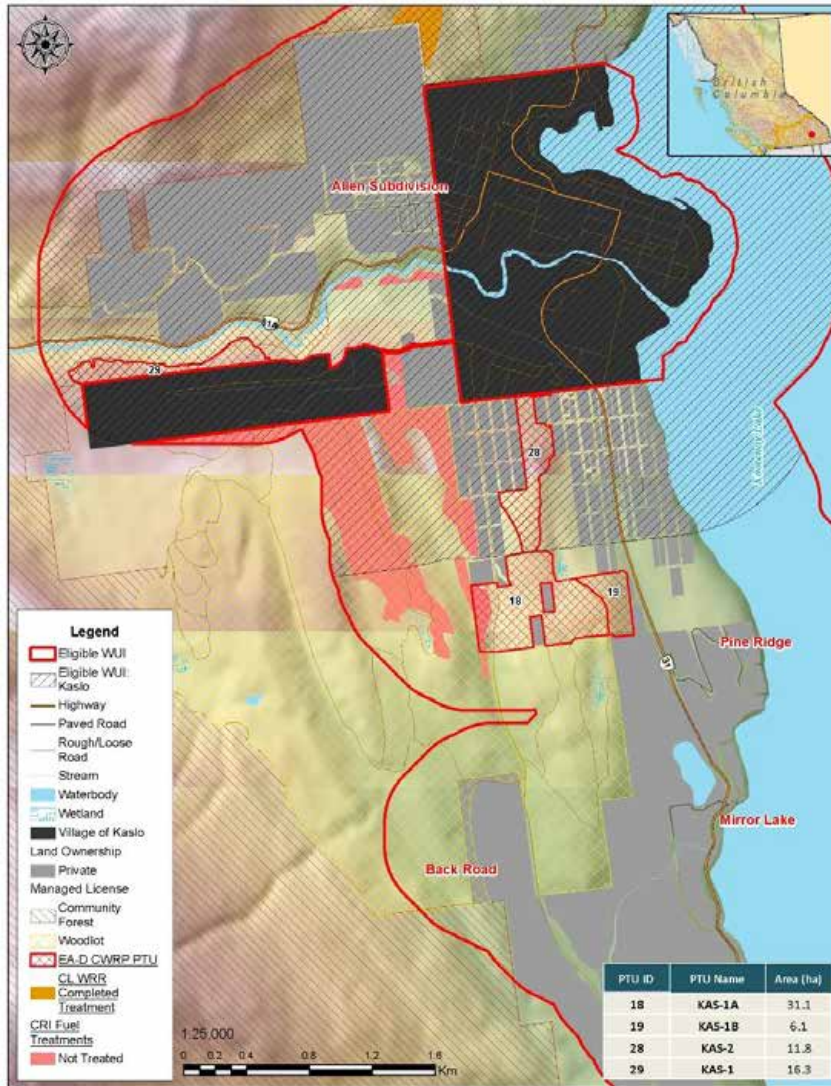 British
Columbia
Allen Subdivision
29
28
18
19
Pine Ridge
Mirror Lake
Back Road
Legend
Eligible WUI
Eligible WUI:
Kaslo
Highway
Paved Road
Rough/Loose
Road
Stream
Waterbody
Wetland
Village of Kaslo
Land Ownership
Private
Managed License
Community
Forest
Woodlot
EA-D CWRP PTU
CL WRR
Completed
Treatment
CRI Fuel
Treatments
Not Treated
1:25,000
0 0.2 0.4 0.8 1.2 1.6
Km
PTU ID PTU Name Area (ha)
18 KAS-1A 31.1
19 KAS-1B 6.1
28 KAS-2 11.8
29 KAS-1 16.3